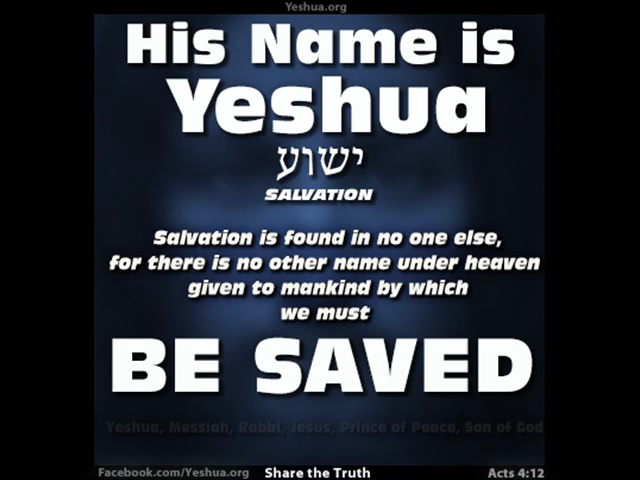 Yeshua.org
His Name is
Yeshua
ישוע
SALVATION
Salvation is found in no one else,
for there is no other name under heaven
given to mankind by which
we must
BE SAVED
Yeshua, Messiah, Rabbi, Jesus, Prince of Peace, Son of God
Facebook.com/Yeshua.org Share the Truth Acts 4:12